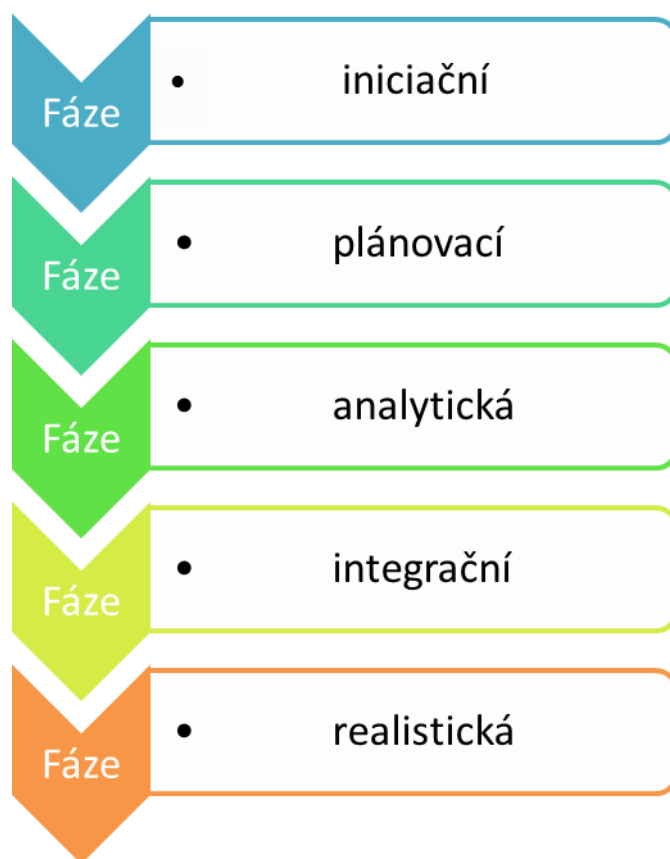 Fáze
• iniciační
Fáze
• plánovací
Fáze
• analytická
Fáze
• integrační
Fáze
• realistická